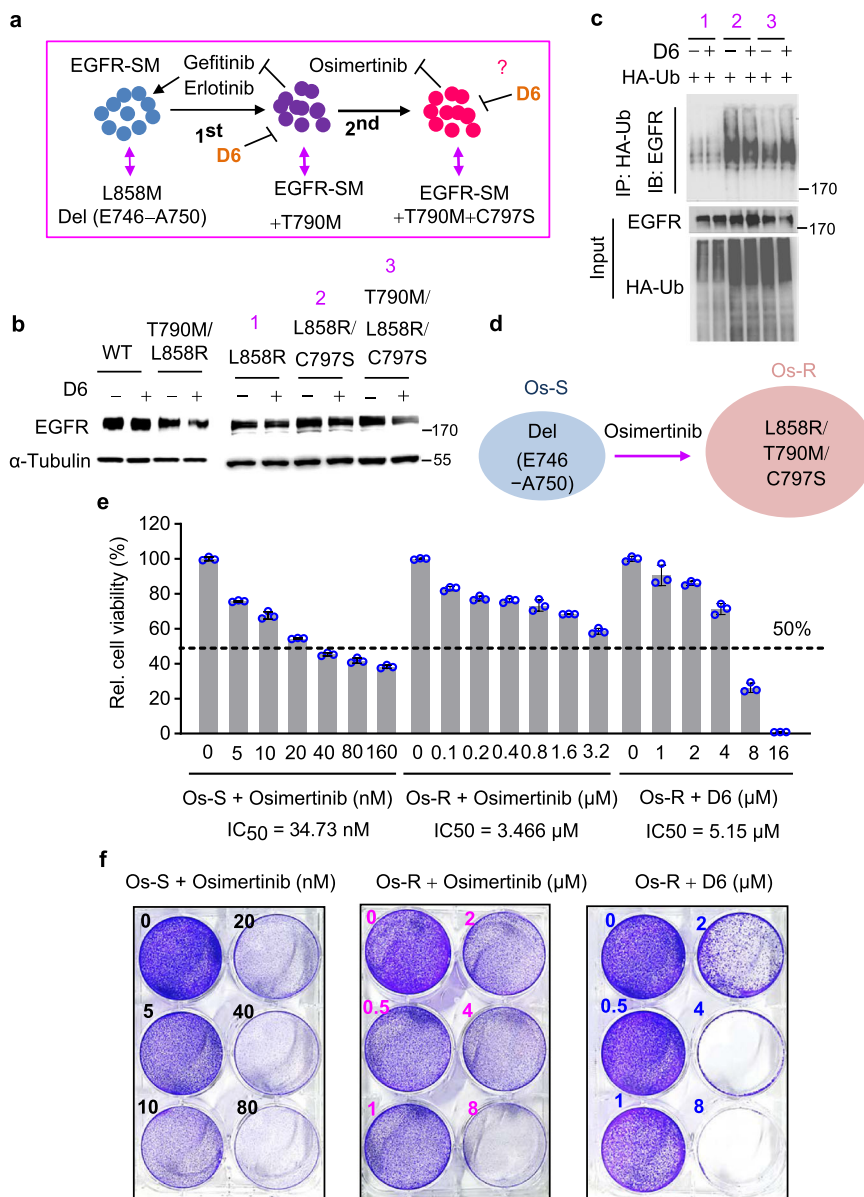 a
EGFR-SM
Gefitinib
Erlotinib
Osimertinib
?
D6
1st
D6
2nd
L858M
Del (E746–A750)
EGFR-SM
+T790M
EGFR-SM
+T790M+C797S
c
1 2 3
D6 – + – + – +
HA-Ub + + + + + +
IP: HA-Ub
IB: EGFR
-170
EGFR
-170
Input
HA-Ub
b
WT
T790M/
L858R
1
L858R
2
L858R/
C797S
3
T790M/
L858R/
C797S
D6 – + – + – + – + – +
EGFR
-170
α-Tubulin
-55
d
Os-S
Del
(E746
–A750)
Osimertinib
Os-R
L858R/
T790M/
C797S
e
Rel. cell viability (%)
120
100
80
60
40
20
0
50%
0 5 10 20 40 80 160 0 0.1 0.2 0.4 0.8 1.6 3.2 0 1 2 4 8 16
Os-S + Osimertinib (nM) Os-R + Osimertinib (µM) Os-R + D6 (µM)
IC50 = 34.73 nM IC50 = 3.466 µM IC50 = 5.15 µM
f
Os-S + Osimertinib (nM) Os-R + Osimertinib (µM) Os-R + D6 (µM)
0 20 0 2 0 2
5 40 0.5 4 0.5 4
10 80 1 8 1 8